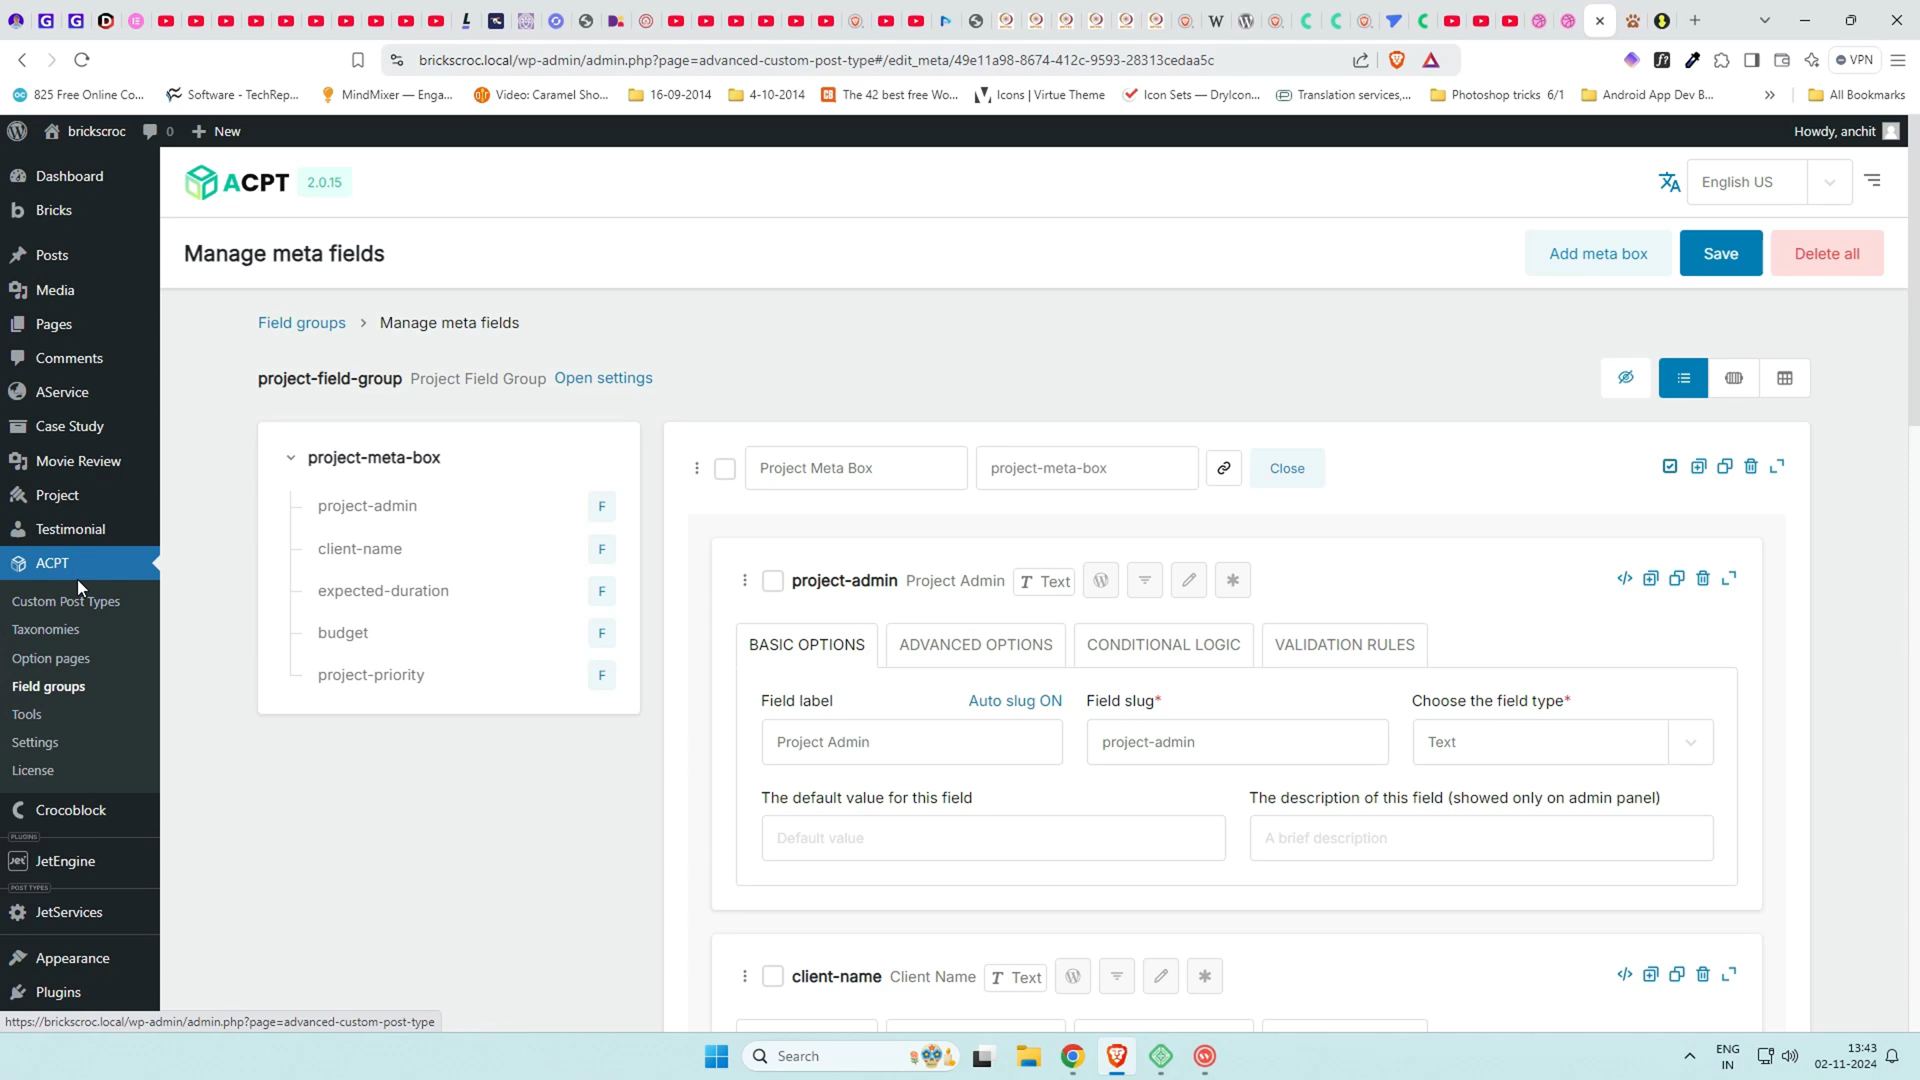 brickscroc.local/wp-admin/admin.php?page=advanced-custom-post-type#/edit_meta/49e11a98-8674-412c-9593-28313cedaa5c
VPN
825 Free Online Co...
Software - TechRep...
MindMixer — Enga...
Video: Caramel Sho...
16-09-2014
4-10-2014
The 42 best free Wo...
Icons | Virtue Theme
Icon Sets — DryIcon...
Translation services,...
Photoshop tricks 6/1
Android App Dev B...
All Bookmarks
brickscroc
0
New
Howdy, anchit
Dashboard
Bricks
Posts
Media
Pages
Comments
AService
Case Study
Movie Review
Project
Testimonial
ACPT
Custom Post Types
Taxonomies
Option pages
Field groups
Tools
Settings
License
Crocoblock
PLUGINS
JetEngine
POST TYPES
JetServices
Appearance
Plugins
ACPT
2.0.15
English US
Manage meta fields
Add meta box
Save
Delete all
Field groups
Manage meta fields
project-field-group Project Field Group Open settings
project-meta-box
project-admin F
client-name F
expected-duration F
budget F
project-priority F
Project Meta Box
project-meta-box
Close
project-admin Project Admin T Text
BASIC OPTIONS
ADVANCED OPTIONS
CONDITIONAL LOGIC
VALIDATION RULES
Field label
Auto slug ON
Field slug*
Choose the field type*
Project Admin
project-admin
Text
The default value for this field
The description of this field (showed only on admin panel)
Default value
A brief description
client-name Client Name T Text
https://brickscroc.local/wp-admin/admin.php?page=advanced-custom-post-type
Search
ENG
IN
13:43
02-11-2024